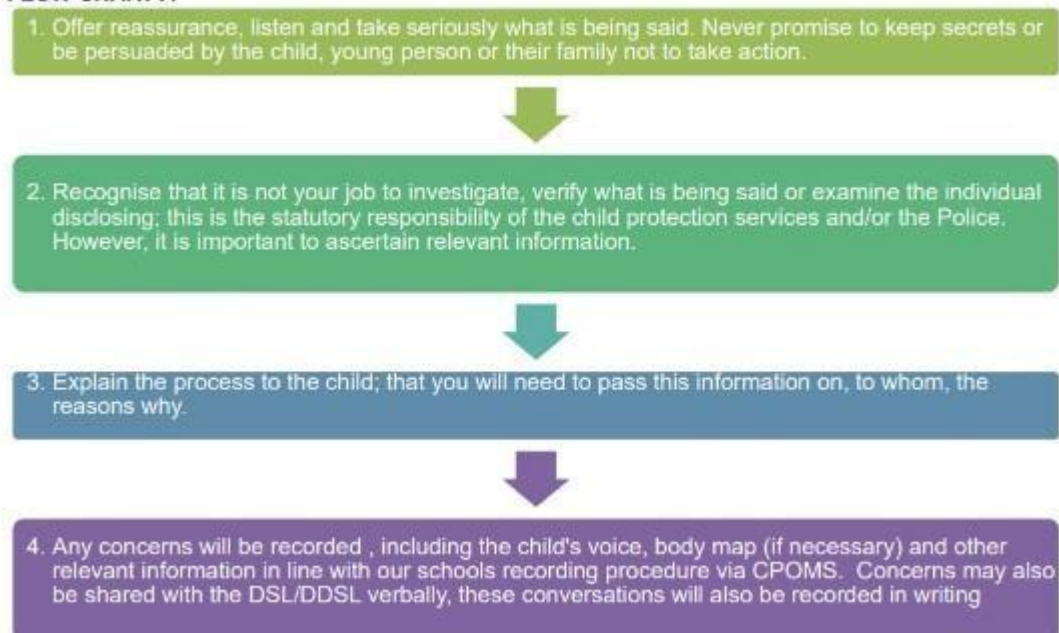 1. Offer reassurance, listen and take seriously what is being said. Never promise to keep secrets or
be persuaded by the child, young person or their family not to take action.
2. Recognise that it is not your job to investigate, verify what is being said or examine the individual
disclosing; this is the statutory responsibility of the child protection services and/or the Police.
However, it is important to ascertain relevant information.
3. Explain the process to the child; that you will need to pass this information on, to whom, the
reasons why.
4. Any concerns will be recorded , including the child's voice, body map (if necessary) and other
relevant information in line with our schools recording procedure via CPOMS. Concerns may also
be shared with the DSL/DDSL verbally, these conversations will also be recorded in writing